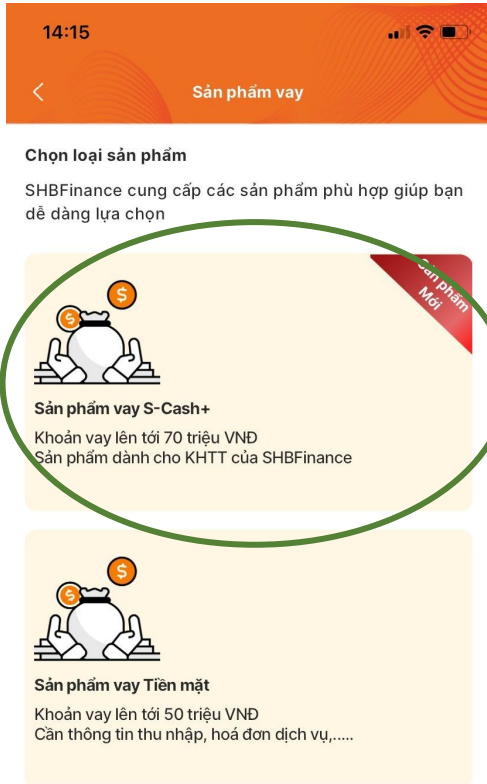 14:15
Sản phẩm vay
Chọn loại sản phẩm
SHBFinance cung cấp các sản phẩm phù hợp giúp bạn
dễ dàng lựa chọn
Sản phẩm
Mới
$
$
Sản phẩm vay S-Cash+
Khoản vay lên tới 70 triệu VNĐ
Sản phẩm dành cho KHTT của SHBFinance
$
$
Sản phẩm vay Tiền mặt
Khoản vay lên tới 50 triệu VNĐ
Cần thông tin thu nhập, hoá đơn dịch vụ,.....